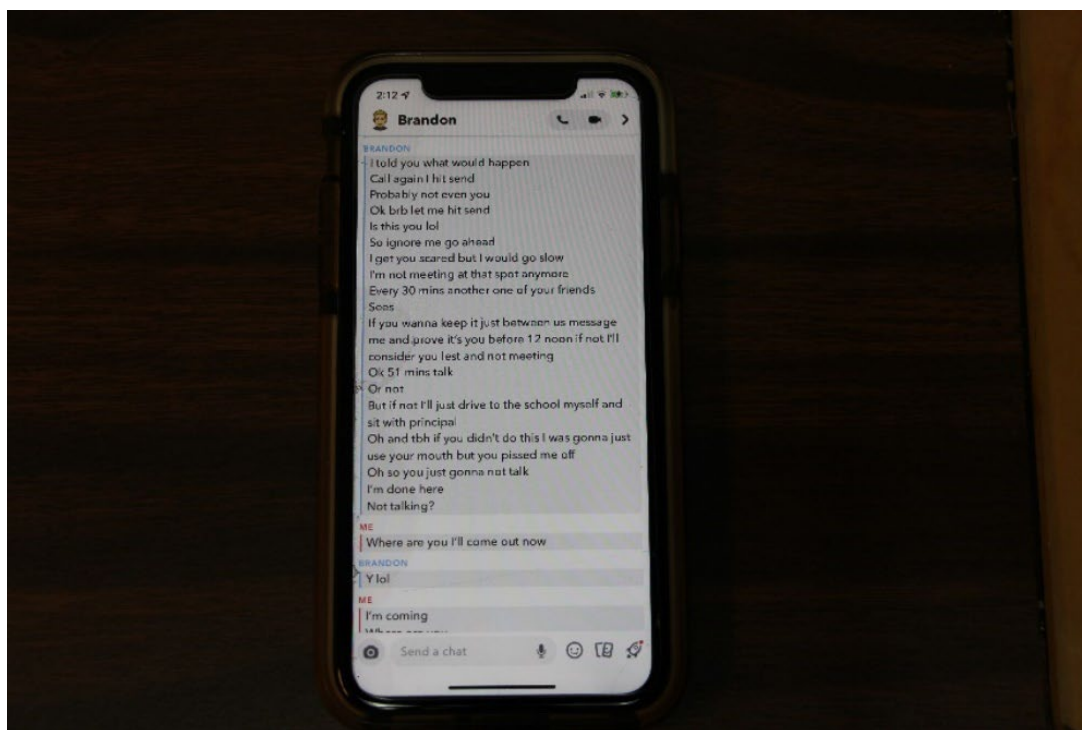 2:12
Brandon
BRANDON
I told you what would happen
Call again I hit send
Probably not even you
Ok brb let me hit send
Is this you lol
So ignore me go ahead
I get you scared but I would go slow
I'm not meeting at that spot anymore
Every 30 mins another one of your friends
Sees
If you wanna keep it just between us message
me and prove it's you before 12 noon if not I'll
consider you lest and not meeting
Ok 51 mins talk
Or not
But if not I'll just drive to the school myself and
sit with principal
Oh and tbh if you didn't do this I was gonna just
use your mouth but you pissed me off
Oh so you just gonna not talk
I'm done here
Not talking?
ME
Where are you I'll come out now
BRANDON
Y lol
ME
I'm coming
Where are you
Send a chat